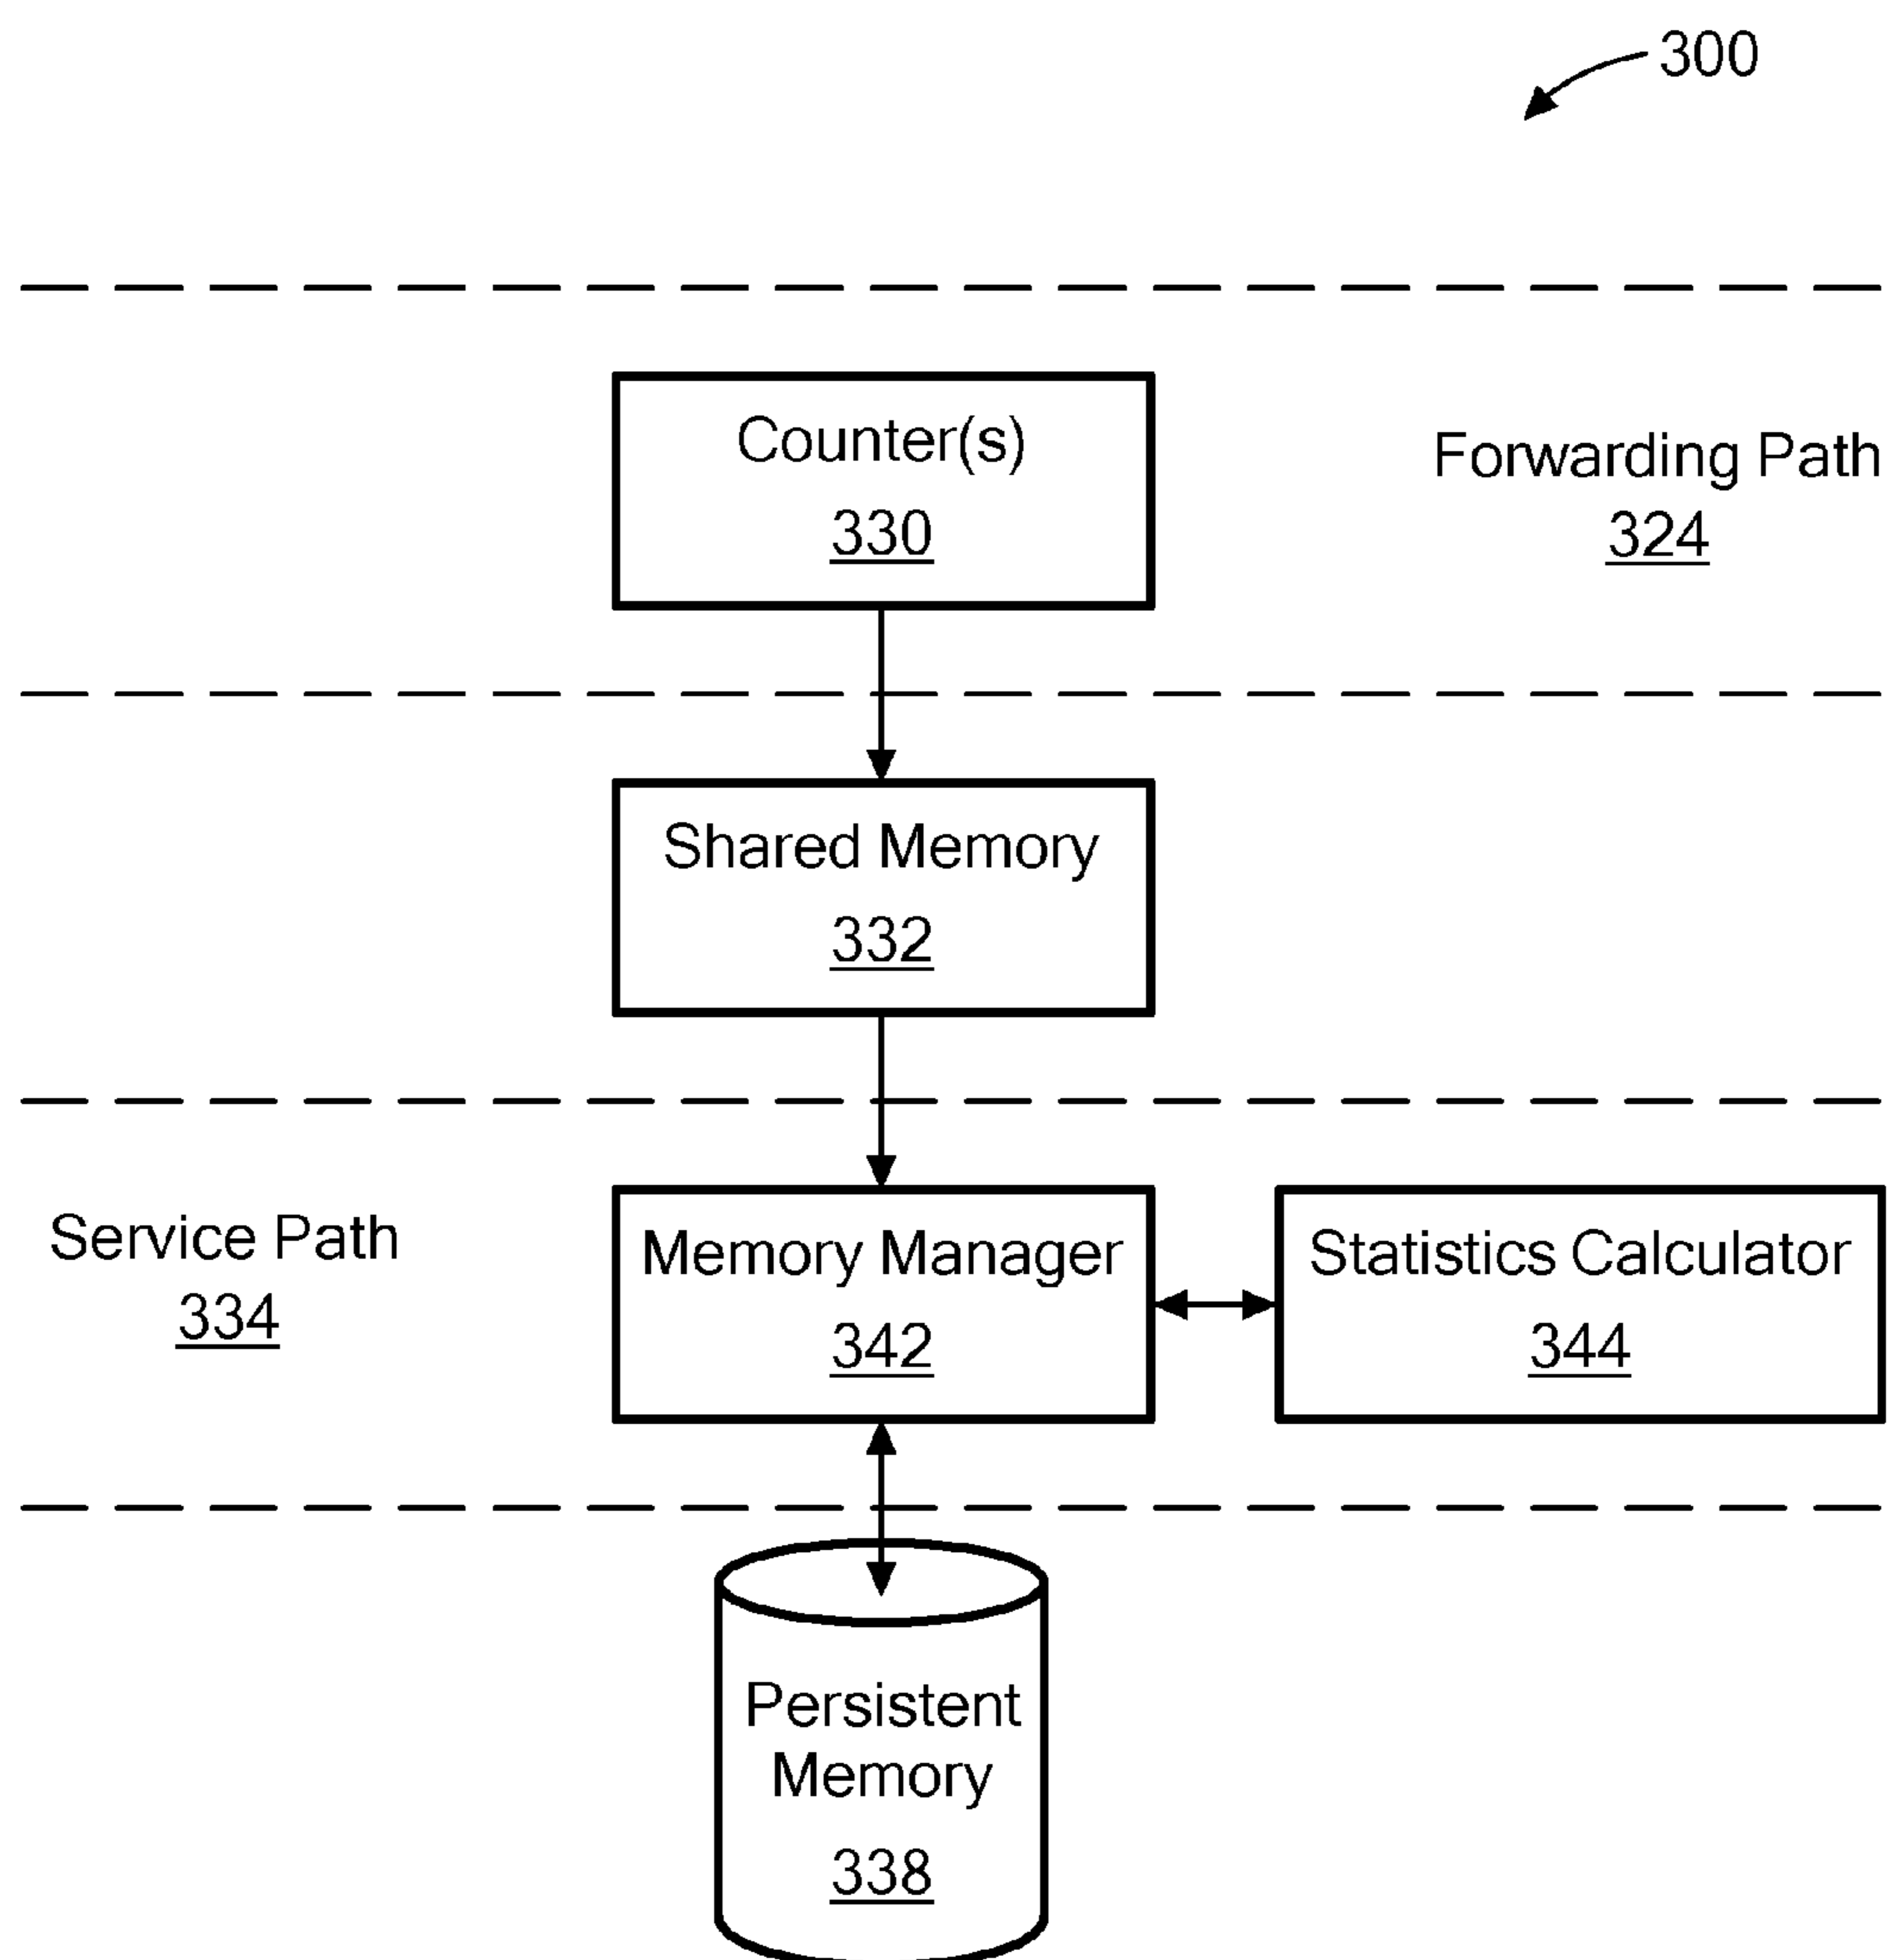 300
Counter(s)
330
Forwarding Path
324
Shared Memory
332
Service Path
334
Memory Manager
342
Statistics Calculator
344
Persistent
Memory
338